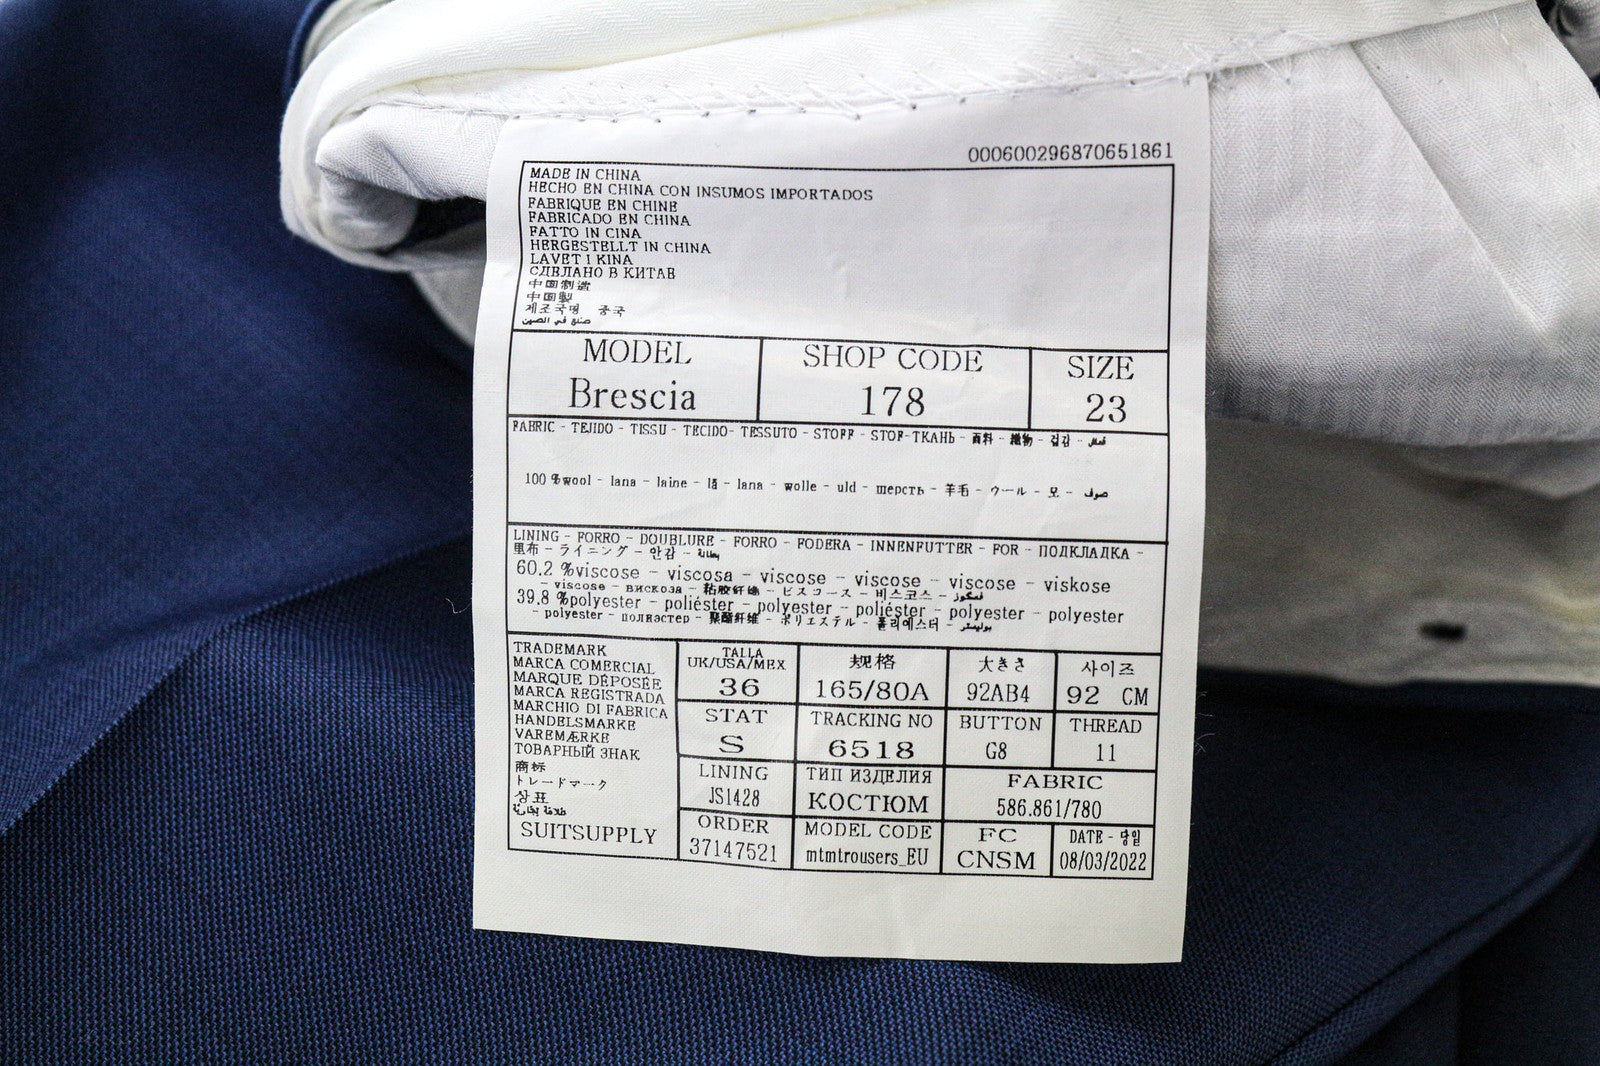 000600296870651861
MADE IN CHINA
HECHO EN CHINA CON INSUMOS IMPORTADOS
FABRIQUE EN CHINE
FABRICADO EN CHINA
FATTO IN CINA
HERGESTELLT IN CHINA
LAVET I KINA
СДЕЛАНО В КИТАЕ
中国制造
中国製
제조국명 중국
صنع في الصين
MODEL SHOP CODE SIZE
Brescia 178 23
FABRIC - TEJIDO - TISSU - TECIDO- TESSUTO - STOFF - STOF-ТКАНЬ - 面料 - 織物 - 겉감 - قماش
100 %wool - lana - laine - lã - lana - wolle - uld - шерсть - 羊毛 - ウール - 모 - صوف
LINING - FORRO - DOUBLURE - FORRO - FODERA - INNENFUTTER - FOR - ПОДКЛАДКА -
里布 - ライニング - 안감 - بطانة
60.2 %viscose - viscosa - viscose - viscose - viscose - viskose
- viscose - вискоза - 粘胶纤维 - ビスコース - 비스코스 - فسكوز
39.8 %polyester - poliéster - polyester - poliéster - polyester - polyester
- polyester - полиэстер - 聚酯纤维 - ポリエステル - 폴리에스터 - بوليستر
TRADEMARK
MARCA COMERCIAL
MARQUE DÉPOSÉE
MARCA REGISTRADA
MARCHIO DI FABRICA
HANDELSMARKE
VAREMÆRKE
ТОВАРНЫЙ ЗНАК
商标
トレードマーク
상표
علامة تجارية
SUITSUPPLY
TALLA 规格 大きさ 사이즈
UK/USA/MEX
36 165/80A 92AB4 92 CM
STAT TRACKING NO BUTTON THREAD
S 6518 G8 11
LINING ТИП ИЗДЕЛИЯ FABRIC
JS1428 КОСТЮМ 586.861/780
ORDER MODEL CODE FC DATE -
37147521 mtmtrousers_EU CNSM 08/03/2022